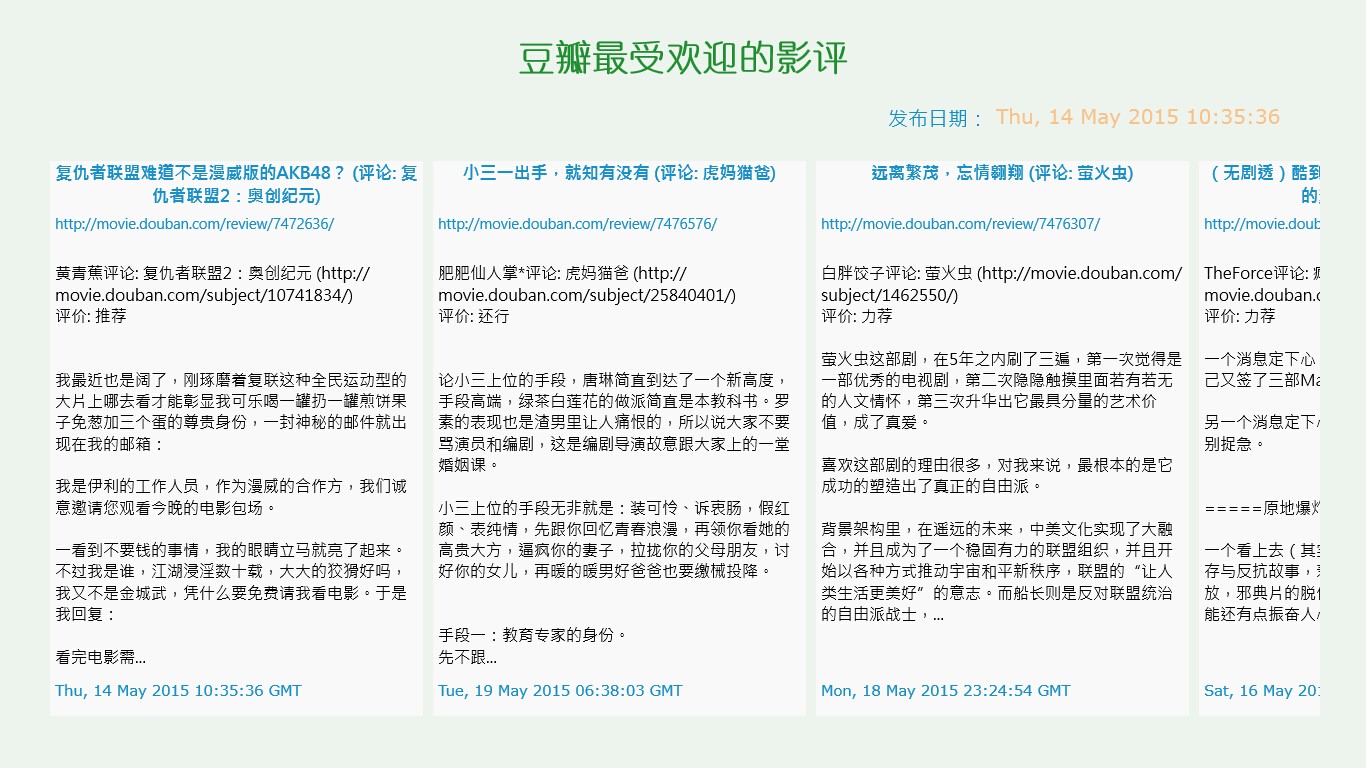 豆瓣最受欢迎的影评
发布日期： Thu, 14 May 2015 10:35:36
复仇者联盟难道不是漫威版的AKB48？ (评论: 复
仇者联盟2：奥创纪元)
http://movie.douban.com/review/7472636/
黄青蕉评论: 复仇者联盟2：奥创纪元 (http://
movie.douban.com/subject/10741834/)
评价: 推荐
我最近也是阔了，刚琢磨着复联这种全民运动型的
大片上哪去看才能彰显我可乐喝一罐扔一罐煎饼果
子免葱加三个蛋的尊贵身份，一封神秘的邮件就出
现在我的邮箱：
我是伊利的工作人员，作为漫威的合作方，我们诚
意邀请您观看今晚的电影包场。
一看到不要钱的事情，我的眼睛立马就亮了起来。
不过我是谁，江湖浸淫数十载，大大的狡猾好吗，
我又不是金城武，凭什么要免费请我看电影。于是
我回复：
看完电影需...
Thu, 14 May 2015 10:35:36 GMT
小三一出手，就知有没有 (评论: 虎妈猫爸)
http://movie.douban.com/review/7476576/
肥肥仙人掌*评论: 虎妈猫爸 (http://
movie.douban.com/subject/25840401/)
评价: 还行
论小三上位的手段，唐琳简直到达了一个新高度，
手段高端，绿茶白莲花的做派简直是本教科书。罗
素的表现也是渣男里让人痛恨的，所以说大家不要
骂演员和编剧，这是编剧导演故意跟大家上的一堂
婚姻课。
小三上位的手段无非就是：装可怜、诉衷肠，假红
颜、表纯情，先跟你回忆青春浪漫，再领你看她的
高贵大方，逼疯你的妻子，拉拢你的父母朋友，讨
好你的女儿，再暖的暖男好爸爸也要缴械投降。
手段一：教育专家的身份。
先不跟...
Tue, 19 May 2015 06:38:03 GMT
远离繁茂，忘情翱翔 (评论: 萤火虫)
http://movie.douban.com/review/7476307/
白胖饺子评论: 萤火虫 (http://movie.douban.com/
subject/1462550/)
评价: 力荐
萤火虫这部剧，在5年之内刷了三遍，第一次觉得是
一部优秀的电视剧，第二次隐隐触摸里面若有若无
的人文情怀，第三次升华出它最具分量的艺术价
值，成了真爱。
喜欢这部剧的理由很多，对我来说，最根本的是它
成功的塑造出了真正的自由派。
背景架构里，在遥远的未来，中美文化实现了大融
合，并且成为了一个稳固有力的联盟组织，并且开
始以各种方式推动宇宙和平新秩序，联盟的“让人
类生活更美好”的意志。而船长则是反对联盟统治
的自由派战士，...
Mon, 18 May 2015 23:24:54 GMT
（无剧透）酷到
的
http://movie.doub
TheForce评论:
movie.douban.c
评价: 力荐
一个消息定下心
己又签了三部Ma
另一个消息定下
别捉急。
=====原地爆
一个看上去（其
存与反抗故事，
放，邪典片的脱
能还有点振奋人
Sat, 16 May 20